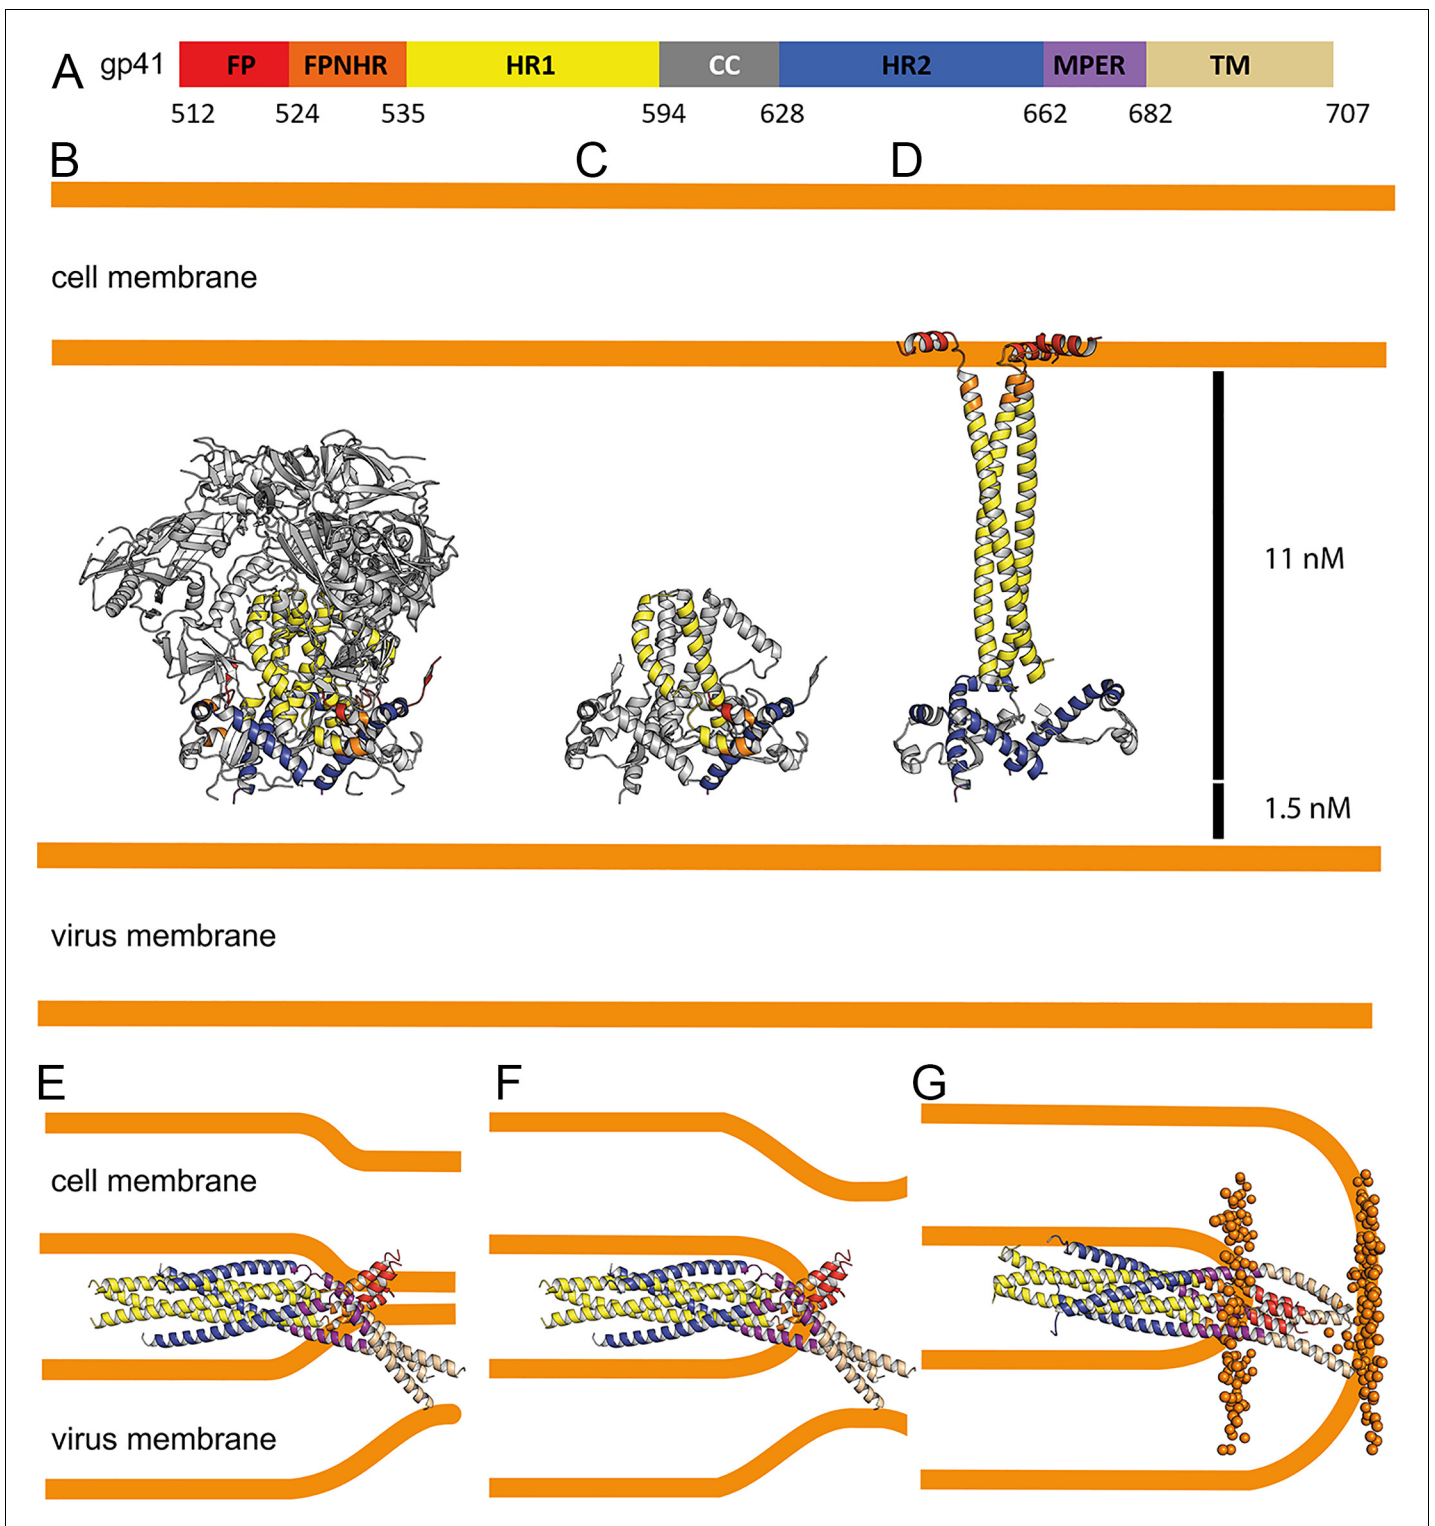 A gp41 FP FPNHR HR1 CC HR2 MPER TM
512 524 535 594 628 662 682 707
B C D
cell membrane
11 nM
1.5 nM
virus membrane
E F G
cell membrane
virus membrane